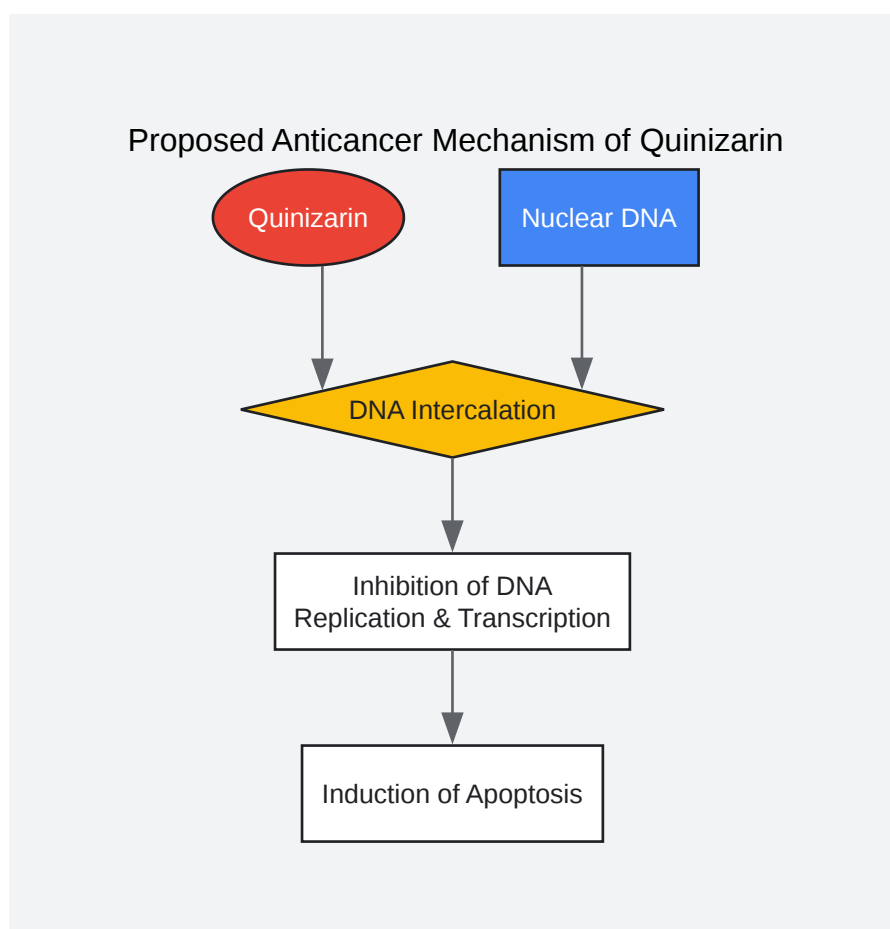 Proposed Anticancer Mechanism of Quinizarin
Quinizarin
Nuclear DNA
DNA Intercalation
Inhibition of DNA
Replication & Transcription
Induction of Apoptosis